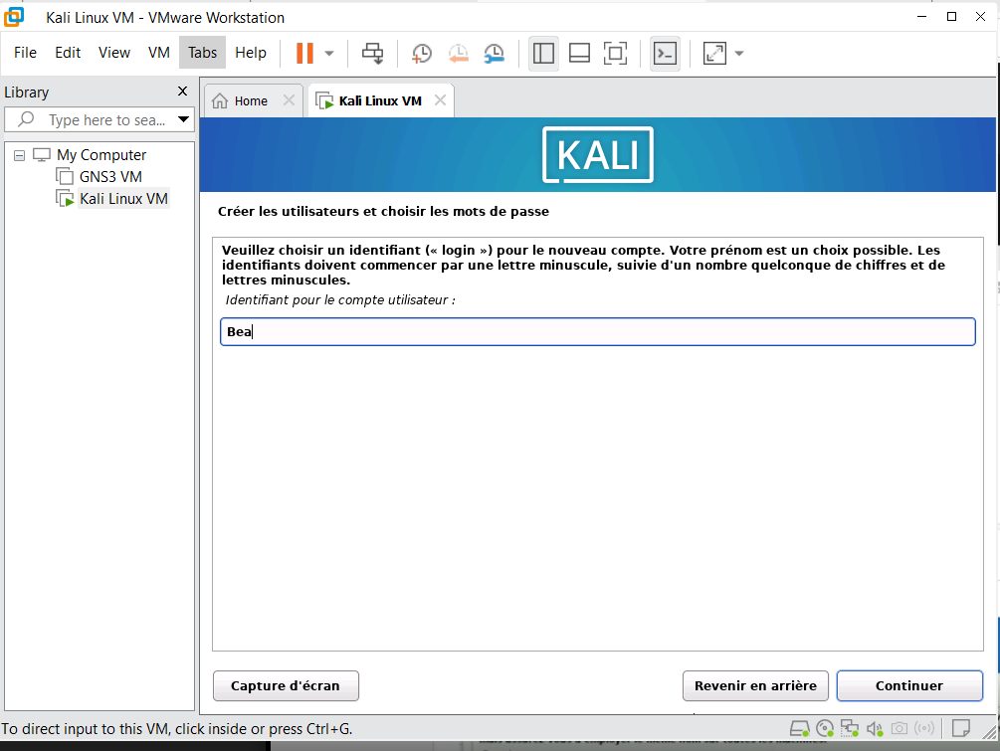 Kali Linux VM - VMware Workstation
File Edit View VM Tabs Help
Library
Type here to sea...
My Computer
GNS3 VM
Kali Linux VM
Home
Kali Linux VM
KALI
Créer les utilisateurs et choisir les mots de passe
Veuillez choisir un identifiant (« login ») pour le nouveau compte. Votre prénom est un choix possible. Les
identifiants doivent commencer par une lettre minuscule, suivie d'un nombre quelconque de chiffres et de
lettres minuscules.
Identifiant pour le compte utilisateur :
Bea
Capture d'écran
Revenir en arrière
Continuer
To direct input to this VM, click inside or press Ctrl+G.